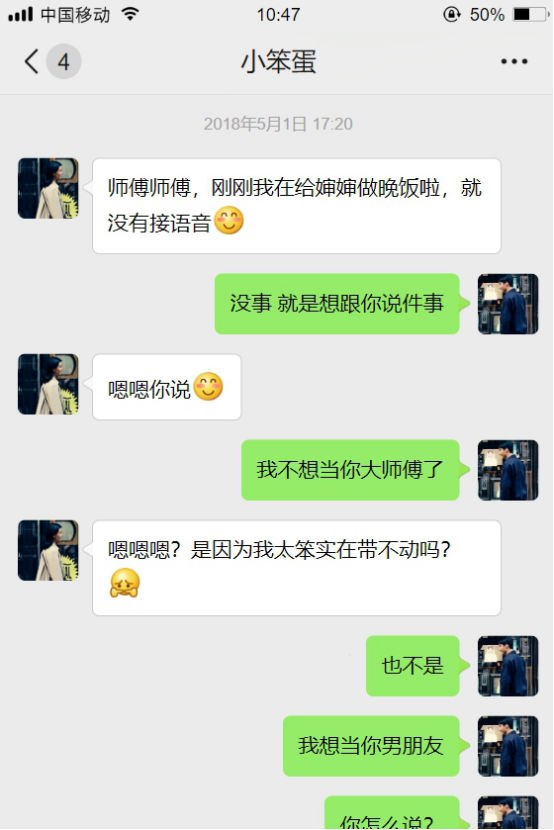 中国移动 10:47 50%
4 小笨蛋
2018年5月1日 17:20
师傅师傅，刚刚我在给婶婶做晚饭啦，就
没有接语音😊
没事 就是想跟你说件事
嗯嗯你说😊
我不想当你大师傅了
嗯嗯嗯？是因为我太笨实在带不动吗？
也不是
我想当你男朋友
你怎么说？